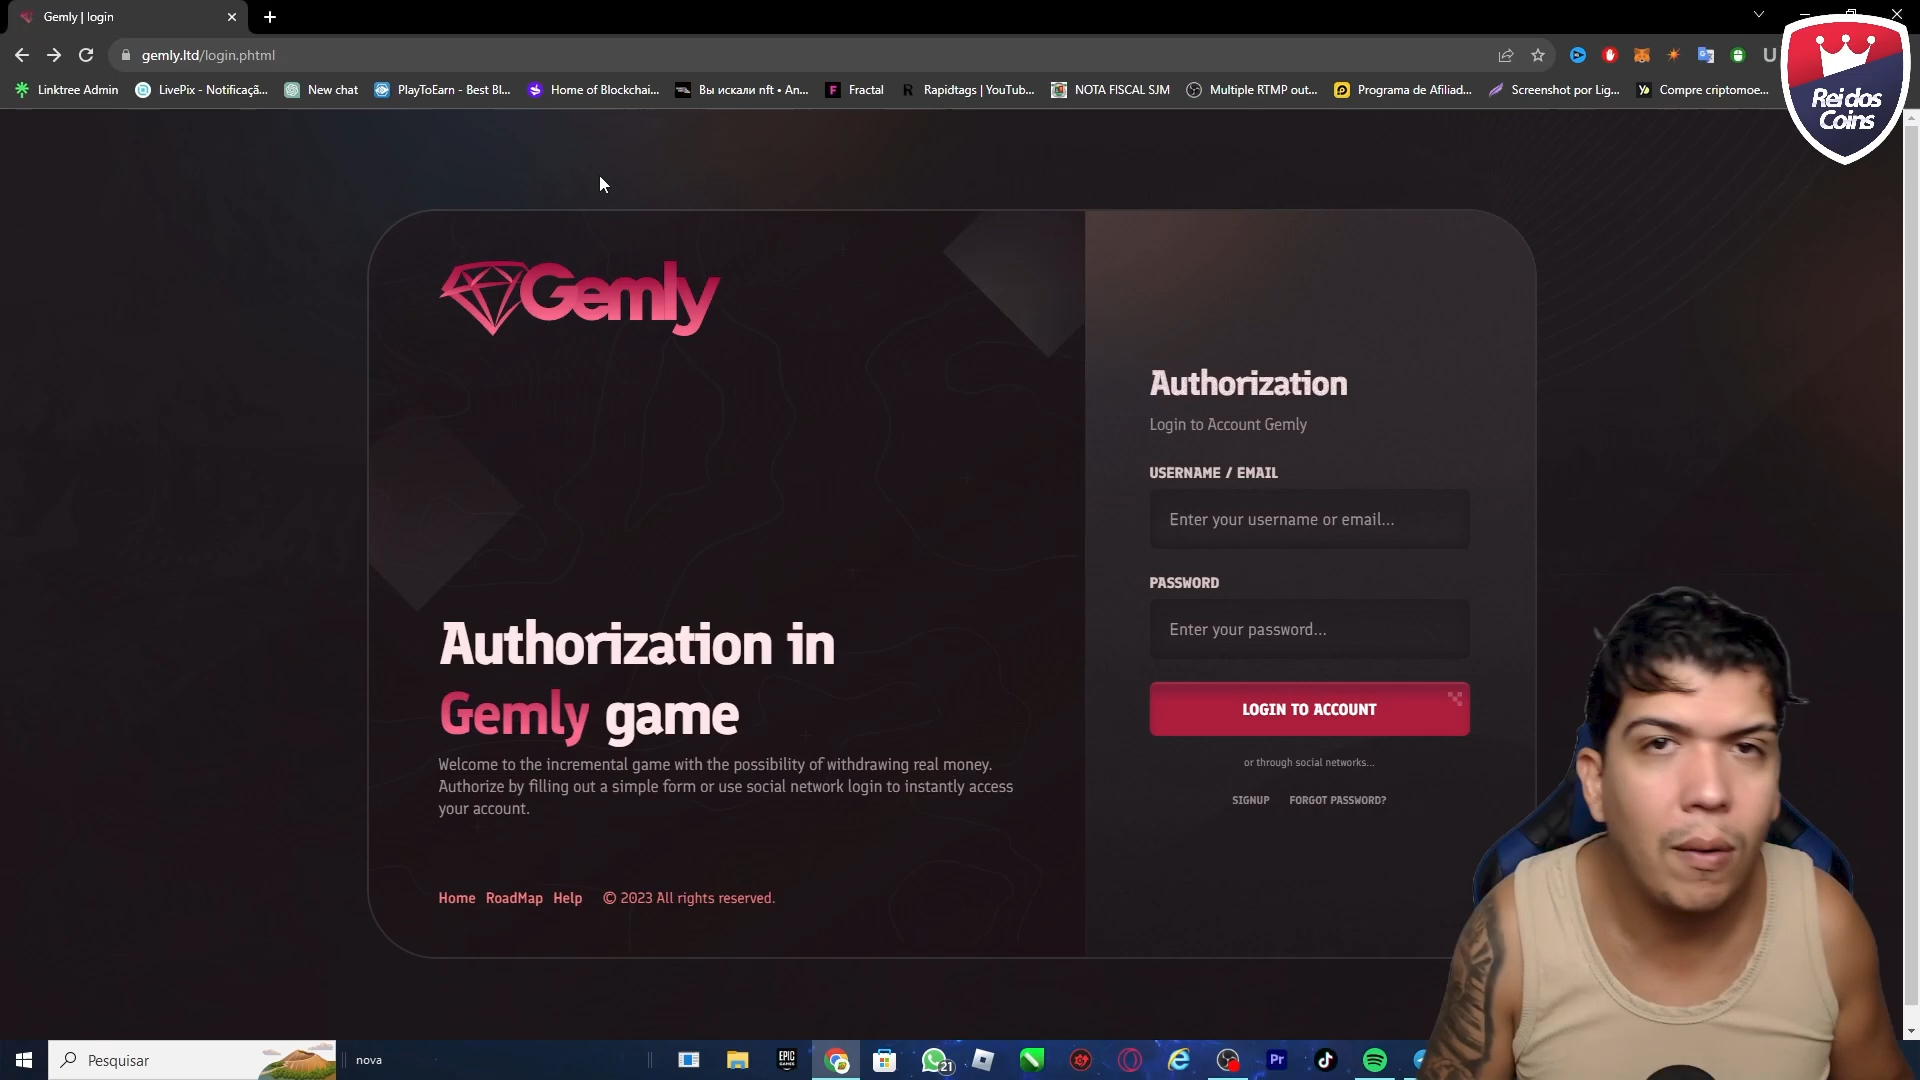 Gemly | login
gemly.ltd/login.phtml
Linktree Admin
LivePix - Notificaçã...
New chat
PlayToEarn - Best Bl...
Home of Blockchai...
Вы искали nft • An...
Fractal
Rapidtags | YouTub...
NOTA FISCAL SJM
Multiple RTMP out...
Programa de Afiliad...
Screenshot por Lig...
Compre criptomoe...
Rei dos
Coins
Gemly
Authorization in
Gemly game
Welcome to the incremental game with the possibility of withdrawing real money.
Authorize by filling out a simple form or use social network login to instantly access
your account.
Home RoadMap Help © 2023 All rights reserved.
Authorization
Login to Account Gemly
USERNAME / EMAIL
Enter your username or email...
PASSWORD
Enter your password...
LOGIN TO ACCOUNT
or through social networks...
SIGNUP FORGOT PASSWORD?
Pesquisar
nova
EPIC
GAMES
21
Pr